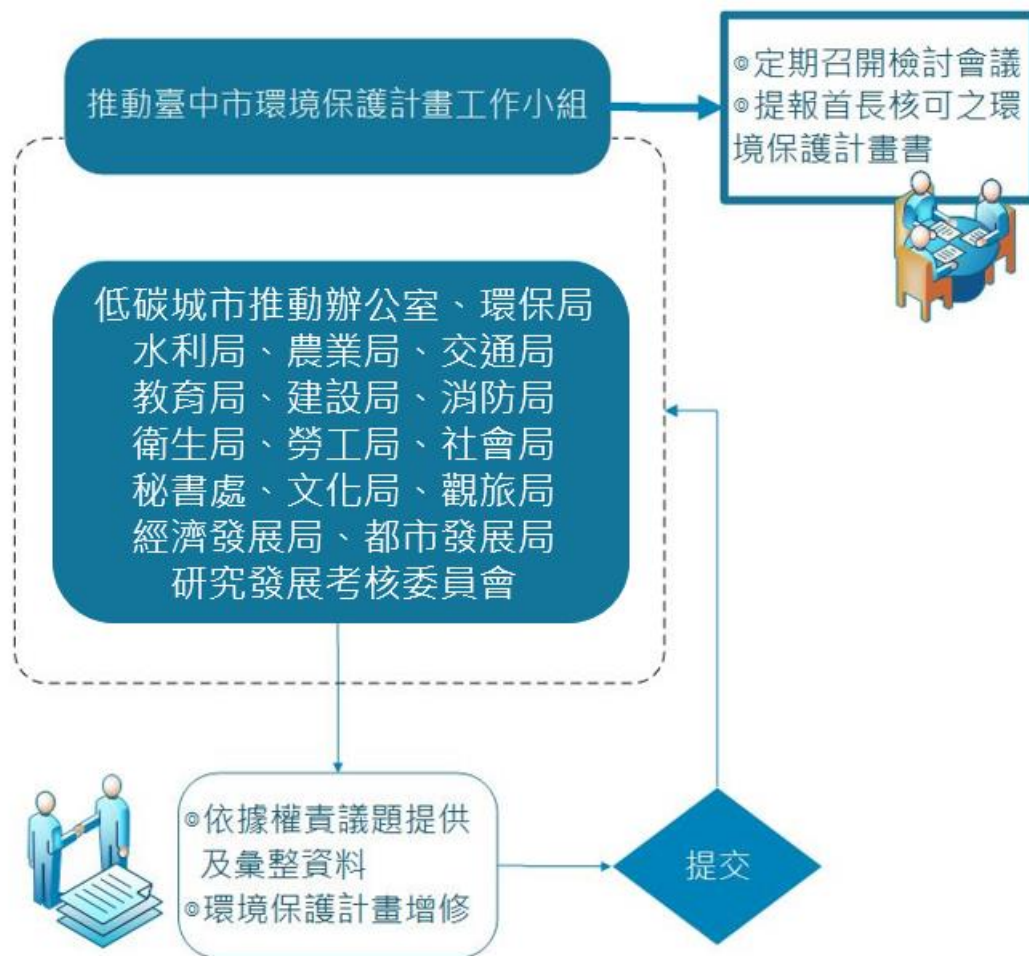 推動臺中市環境保護計畫工作小組
◎定期召開檢討會議
◎提報首長核可之環
境保護計畫書
低碳城市推動辦公室、環保局
水利局、農業局、交通局
教育局、建設局、消防局
衛生局、勞工局、社會局
秘書處、文化局、觀旅局
經濟發展局、都市發展局
研究發展考核委員會
◎依據權責議題提供
及彙整資料
◎環境保護計畫增修
提交